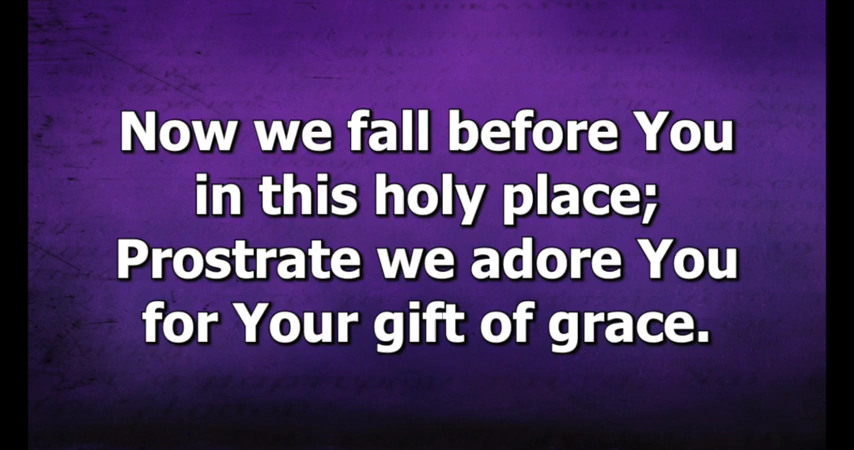 Now we fall before You
in this holy place;
Prostrate we adore You
for Your gift of grace.